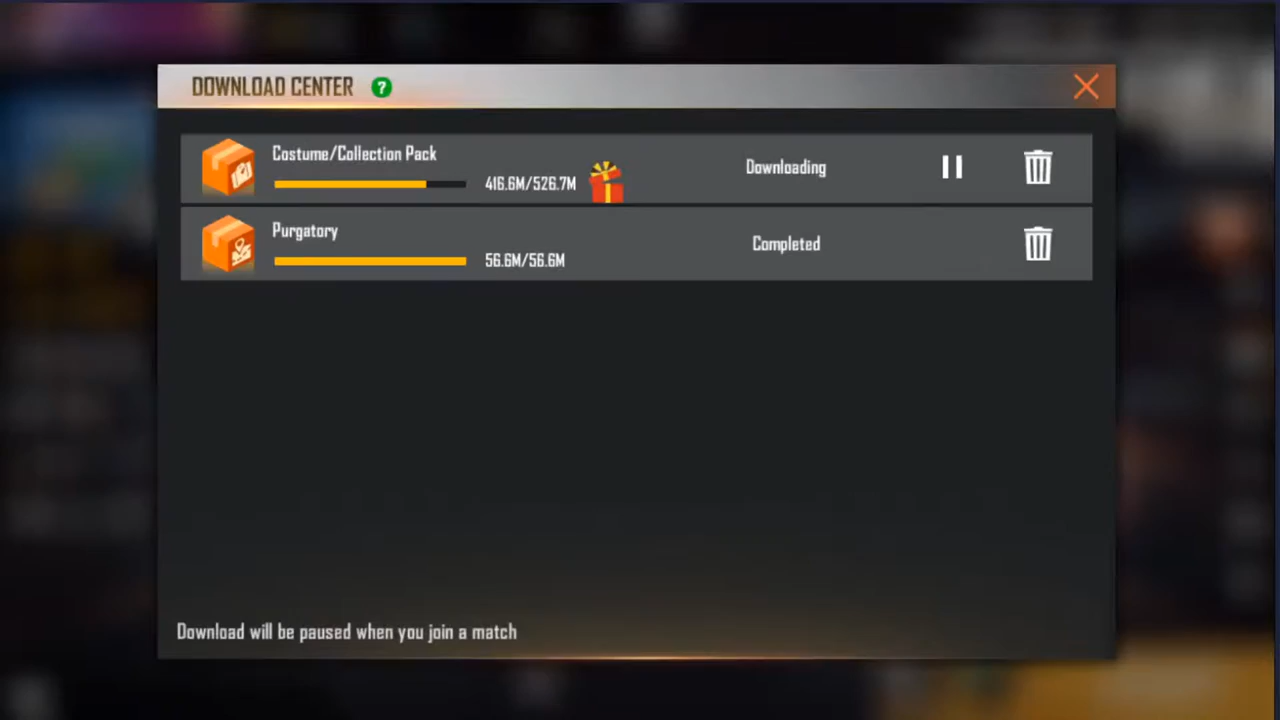 DOWNLOAD CENTER ?
Costume/Collection Pack
416.6M/526.7M
Downloading
Purgatory
56.6M/56.6M
Completed
Download will be paused when you join a match